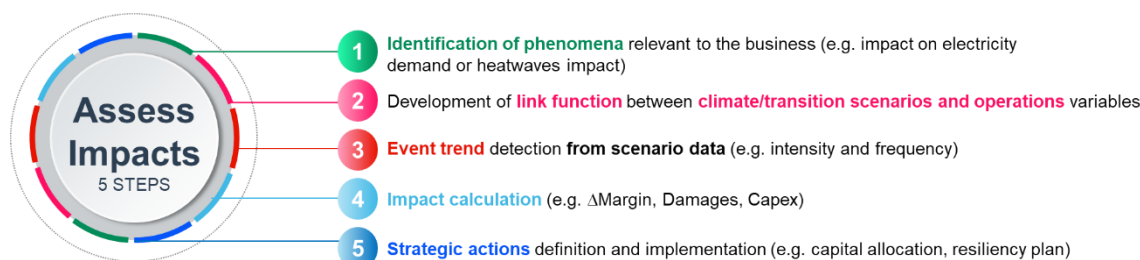 Assess
Impacts
5 STEPS
1
Identification of phenomena relevant to the business (e.g. impact on electricity
demand or heatwaves impact)
2
Development of link function between climate/transition scenarios and operations variables
3
Event trend detection from scenario data (e.g. intensity and frequency)
4
Impact calculation (e.g. ΔMargin, Damages, Capex)
5
Strategic actions definition and implementation (e.g. capital allocation, resiliency plan)